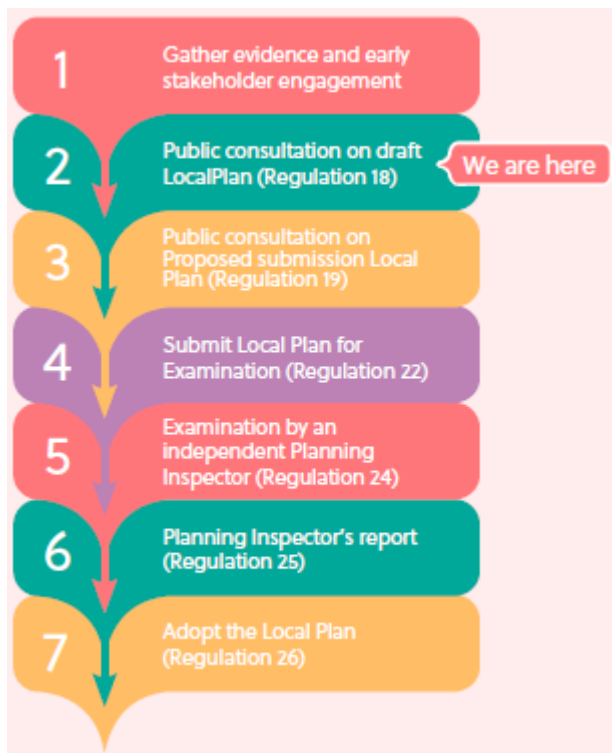 1
Gather evidence and early
stakeholder engagement
2
Public consultation on draft
LocalPlan (Regulation 18)
We are here
3
Public consultation on
Proposed submission Local
Plan (Regulation 19)
4
Submit Local Plan for
Examination (Regulation 22)
5
Examination by an
independent Planning
Inspector (Regulation 24)
6
Planning Inspector's report
(Regulation 25)
7
Adopt the Local Plan
(Regulation 26)